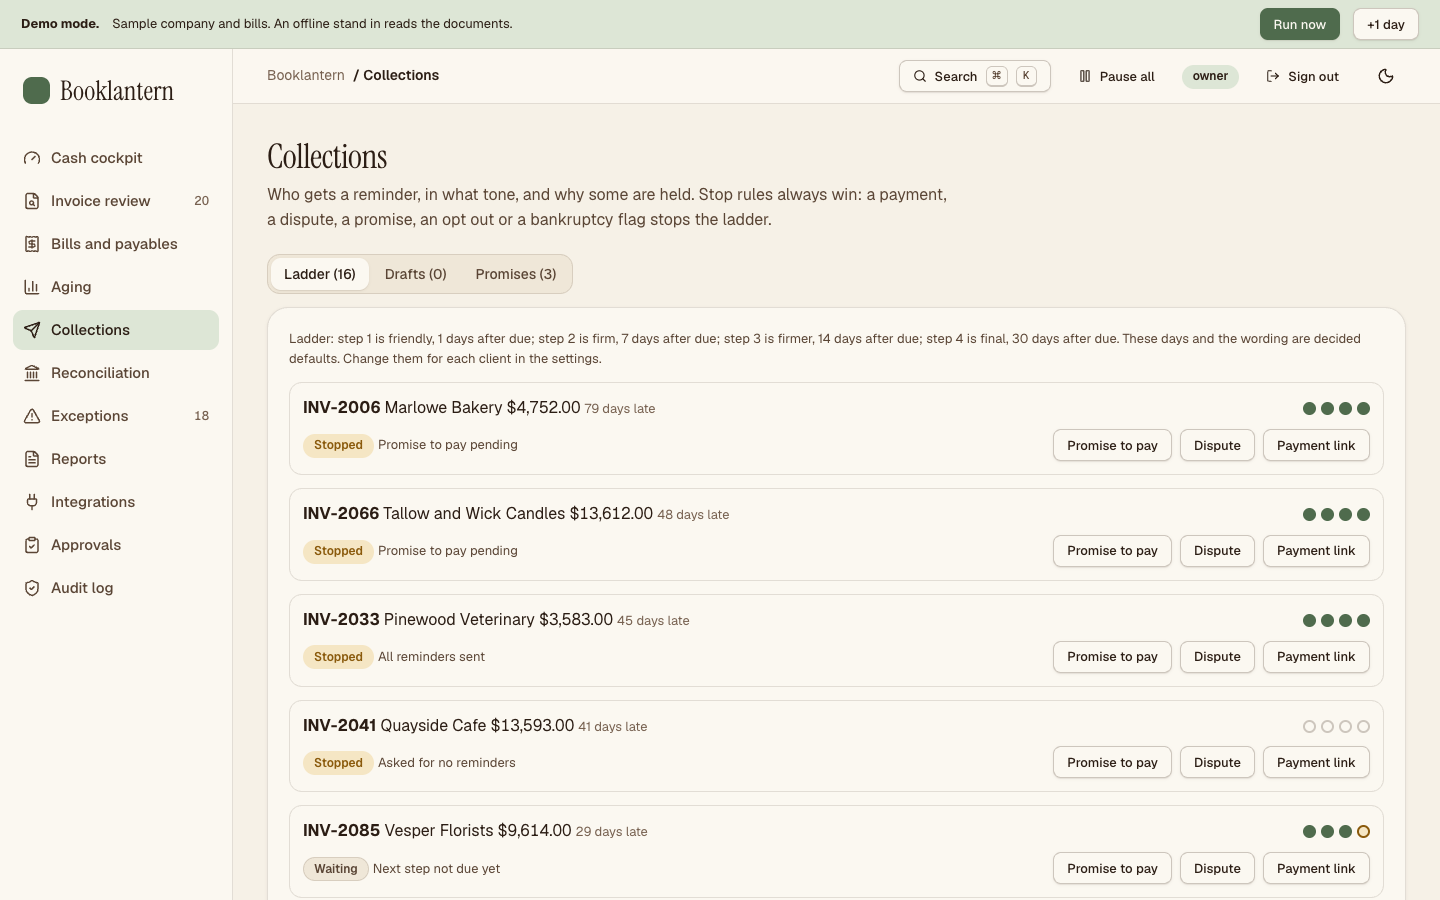 Demo mode. Sample company and bills. An offline stand in reads the documents.
Run now
+1 day
Booklantern
Booklantern / Collections
Search ⌘ K
Pause all
owner
Sign out
Cash cockpit
Invoice review 20
Bills and payables
Aging
Collections
Reconciliation
Exceptions 18
Reports
Integrations
Approvals
Audit log
Collections
Who gets a reminder, in what tone, and why some are held. Stop rules always win: a payment,
a dispute, a promise, an opt out or a bankruptcy flag stops the ladder.
Ladder (16) Drafts (0) Promises (3)
Ladder: step 1 is friendly, 1 days after due; step 2 is firm, 7 days after due; step 3 is firmer, 14 days after due; step 4 is final, 30 days after due. These days and the wording are decided
defaults. Change them for each client in the settings.
INV-2006 Marlowe Bakery $4,752.00 79 days late
Stopped Promise to pay pending
Promise to pay Dispute Payment link
INV-2066 Tallow and Wick Candles $13,612.00 48 days late
Stopped Promise to pay pending
Promise to pay Dispute Payment link
INV-2033 Pinewood Veterinary $3,583.00 45 days late
Stopped All reminders sent
Promise to pay Dispute Payment link
INV-2041 Quayside Cafe $13,593.00 41 days late
Stopped Asked for no reminders
Promise to pay Dispute Payment link
INV-2085 Vesper Florists $9,614.00 29 days late
Waiting Next step not due yet
Promise to pay Dispute Payment link